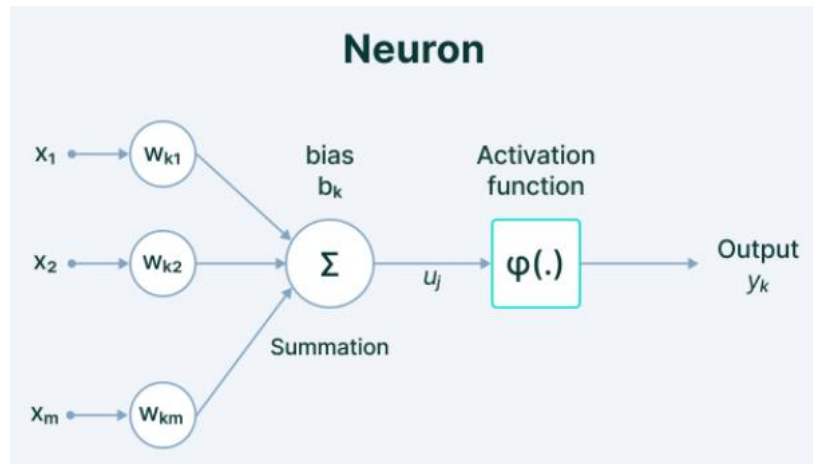 Neuron
x₁
wₖ₁
bias
bₖ
Activation
function
x₂
wₖ₂
Σ
uⱼ
φ(.)
Output
yₖ
Summation
xₘ
wₖₘ